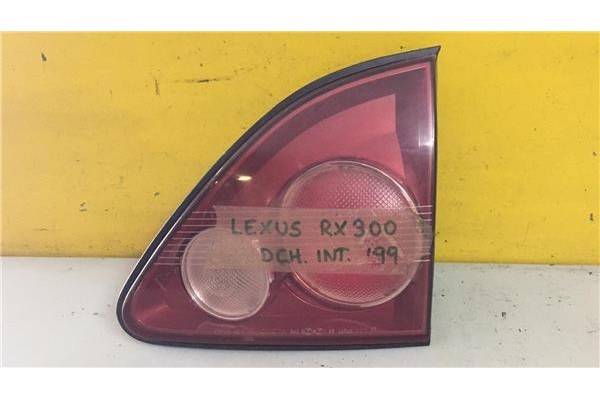 LEXUS RX300
DCH. INT. '99